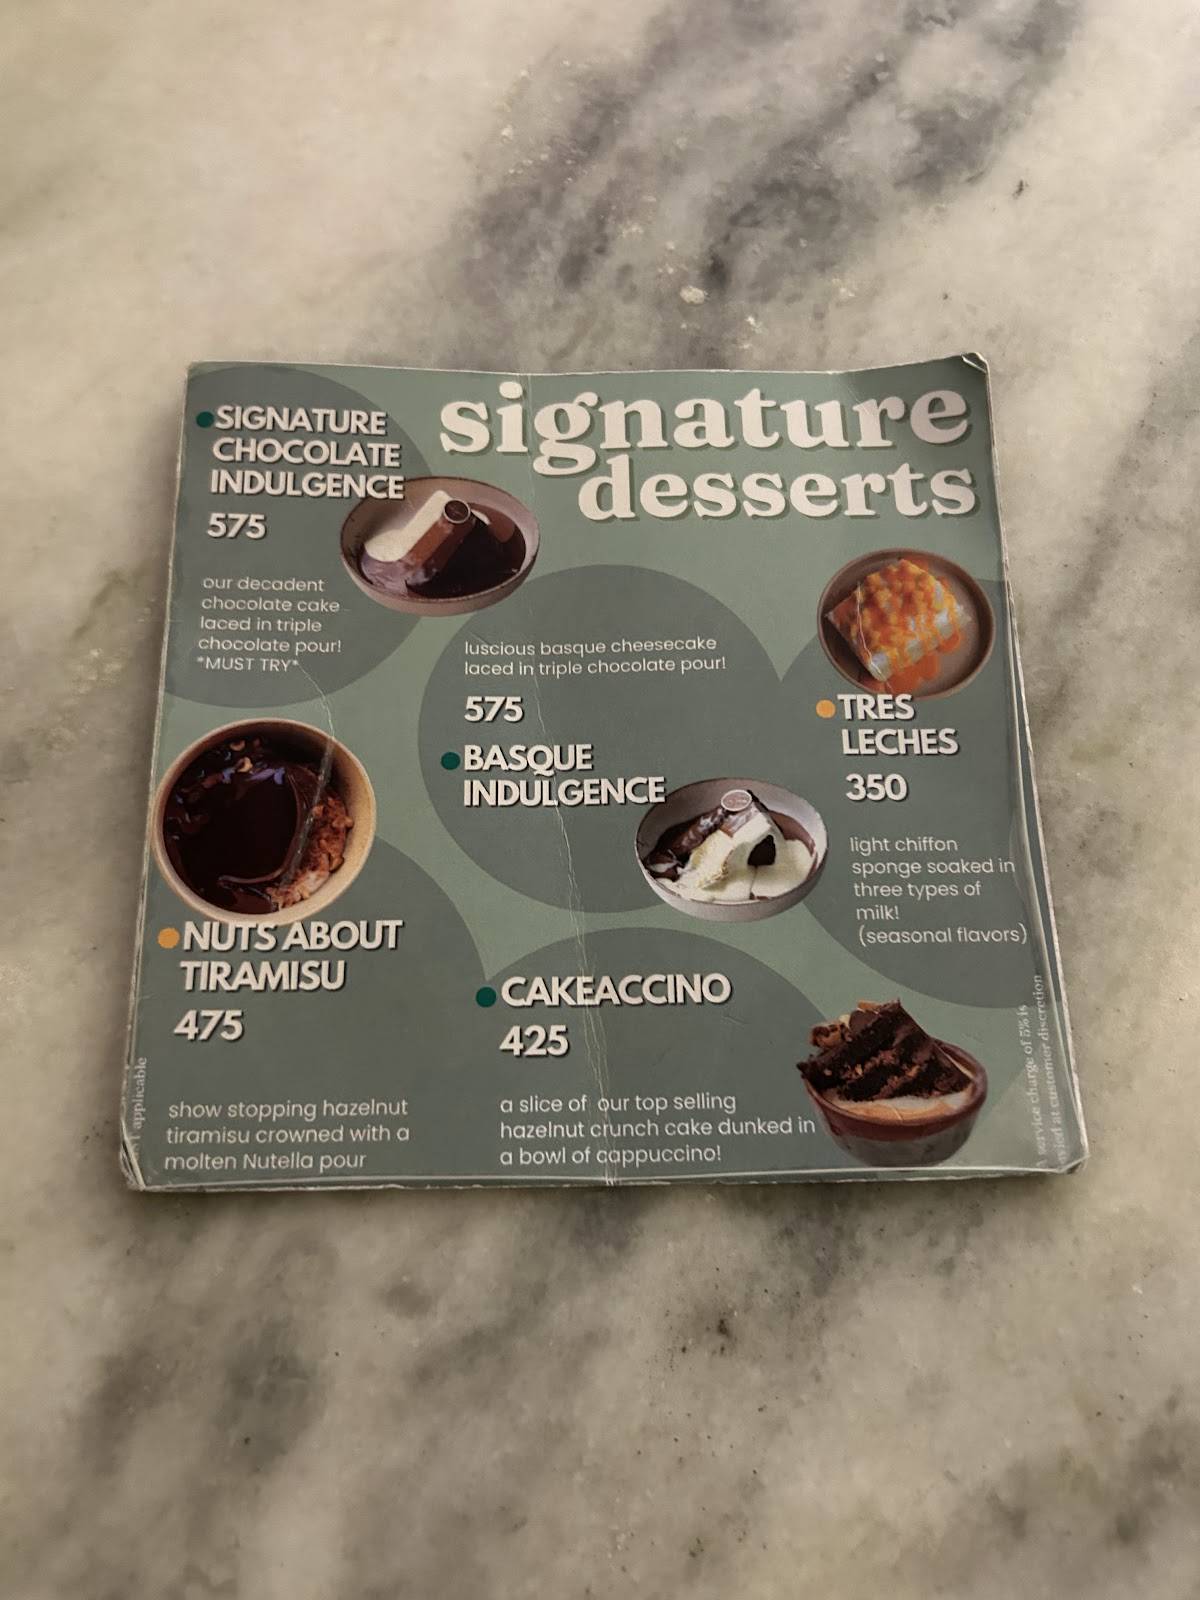 signature
desserts
SIGNATURE
CHOCOLATE
INDULGENCE
575
our decadent
chocolate cake
laced in triple
chocolate pour!
*MUST TRY*
luscious basque cheesecake
laced in triple chocolate pour!
575
BASQUE
INDULGENCE
TRES
LECHES
350
light chiffon
sponge soaked in
three types of
milk!
(seasonal flavors)
NUTS ABOUT
TIRAMISU
475
show stopping hazelnut
tiramisu crowned with a
molten Nutella pour
CAKEACCINO
425
a slice of our top selling
hazelnut crunch cake dunked in
a bowl of cappuccino!
applicable
service charge of 5% is
at customer discretion